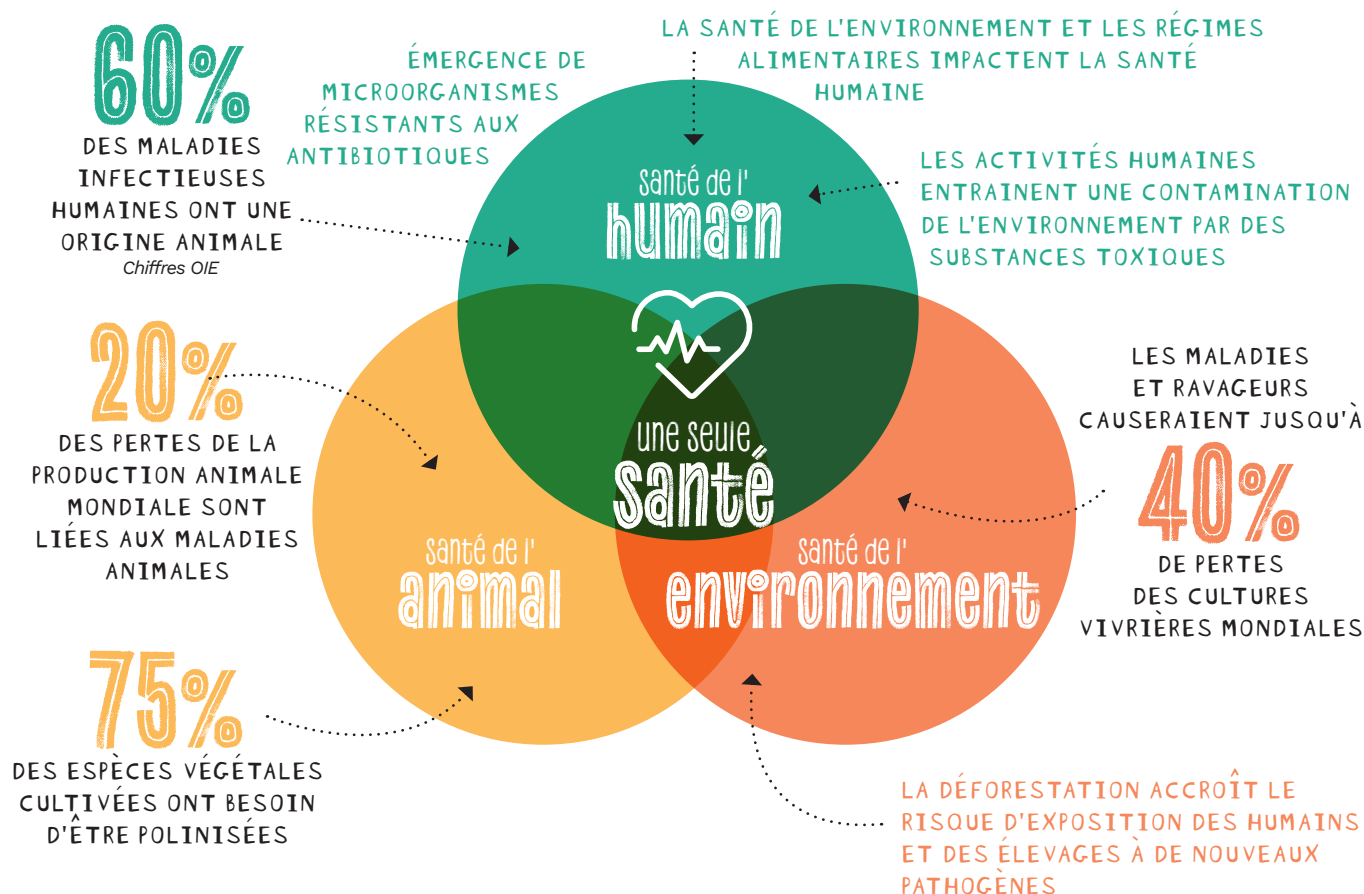 60%
DES MALADIES
INFECTIEUSES
HUMAINES ONT UNE
ORIGINE ANIMALE
Chiffres OIE
ÉMERGENCE DE
MICROORGANISMES
RÉSISTANTS AUX
ANTIBIOTIQUES
LA SANTÉ DE L'ENVIRONNEMENT ET LES RÉGIMES
ALIMENTAIRES IMPACTENT LA SANTÉ
HUMAINE
LES ACTIVITÉS HUMAINES
ENTRAINENT UNE CONTAMINATION
DE L'ENVIRONNEMENT PAR DES
SUBSTANCES TOXIQUES
santé de l'
humain
20%
DES PERTES DE LA
PRODUCTION ANIMALE
MONDIALE SONT
LIÉES AUX MALADIES
ANIMALES
une seule
santé
LES MALADIES
ET RAVAGEURS
CAUSERAIENT JUSQU'À
40%
DE PERTES
DES CULTURES
VIVRIÈRES MONDIALES
santé de l'
animal
santé de l'
environnement
75%
DES ESPÈCES VÉGÉTALES
CULTIVÉES ONT BESOIN
D'ÊTRE POLINISÉES
LA DÉFORESTATION ACCROÎT LE
RISQUE D'EXPOSITION DES HUMAINS
ET DES ÉLEVAGES À DE NOUVEAUX
PATHOGÈNES